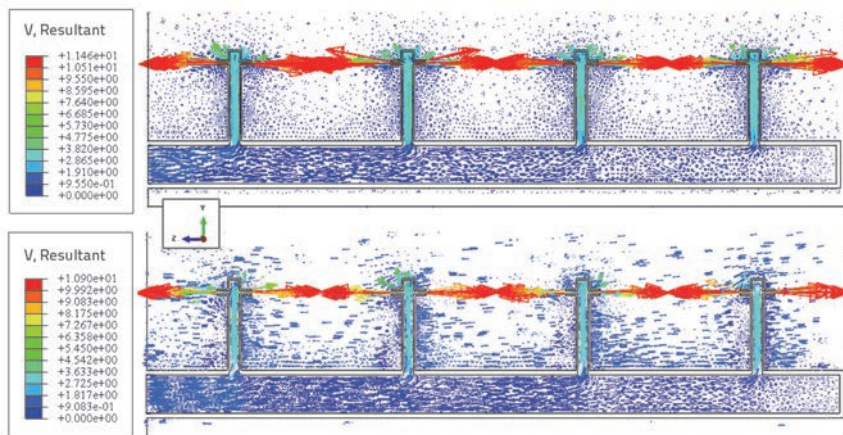 V, Resultant
+1.146e+01
+1.051e+01
+9.550e+00
+8.595e+00
+7.640e+00
+6.685e+00
+5.730e+00
+4.775e+00
+3.820e+00
+2.865e+00
+1.910e+00
+9.550e-01
+0.000e+00
Y
Z
V, Resultant
+1.090e+01
+9.992e+00
+9.083e+00
+8.175e+00
+7.267e+00
+6.358e+00
+5.450e+00
+4.542e+00
+3.633e+00
+2.725e+00
+1.817e+00
+9.083e-01
+0.000e+00